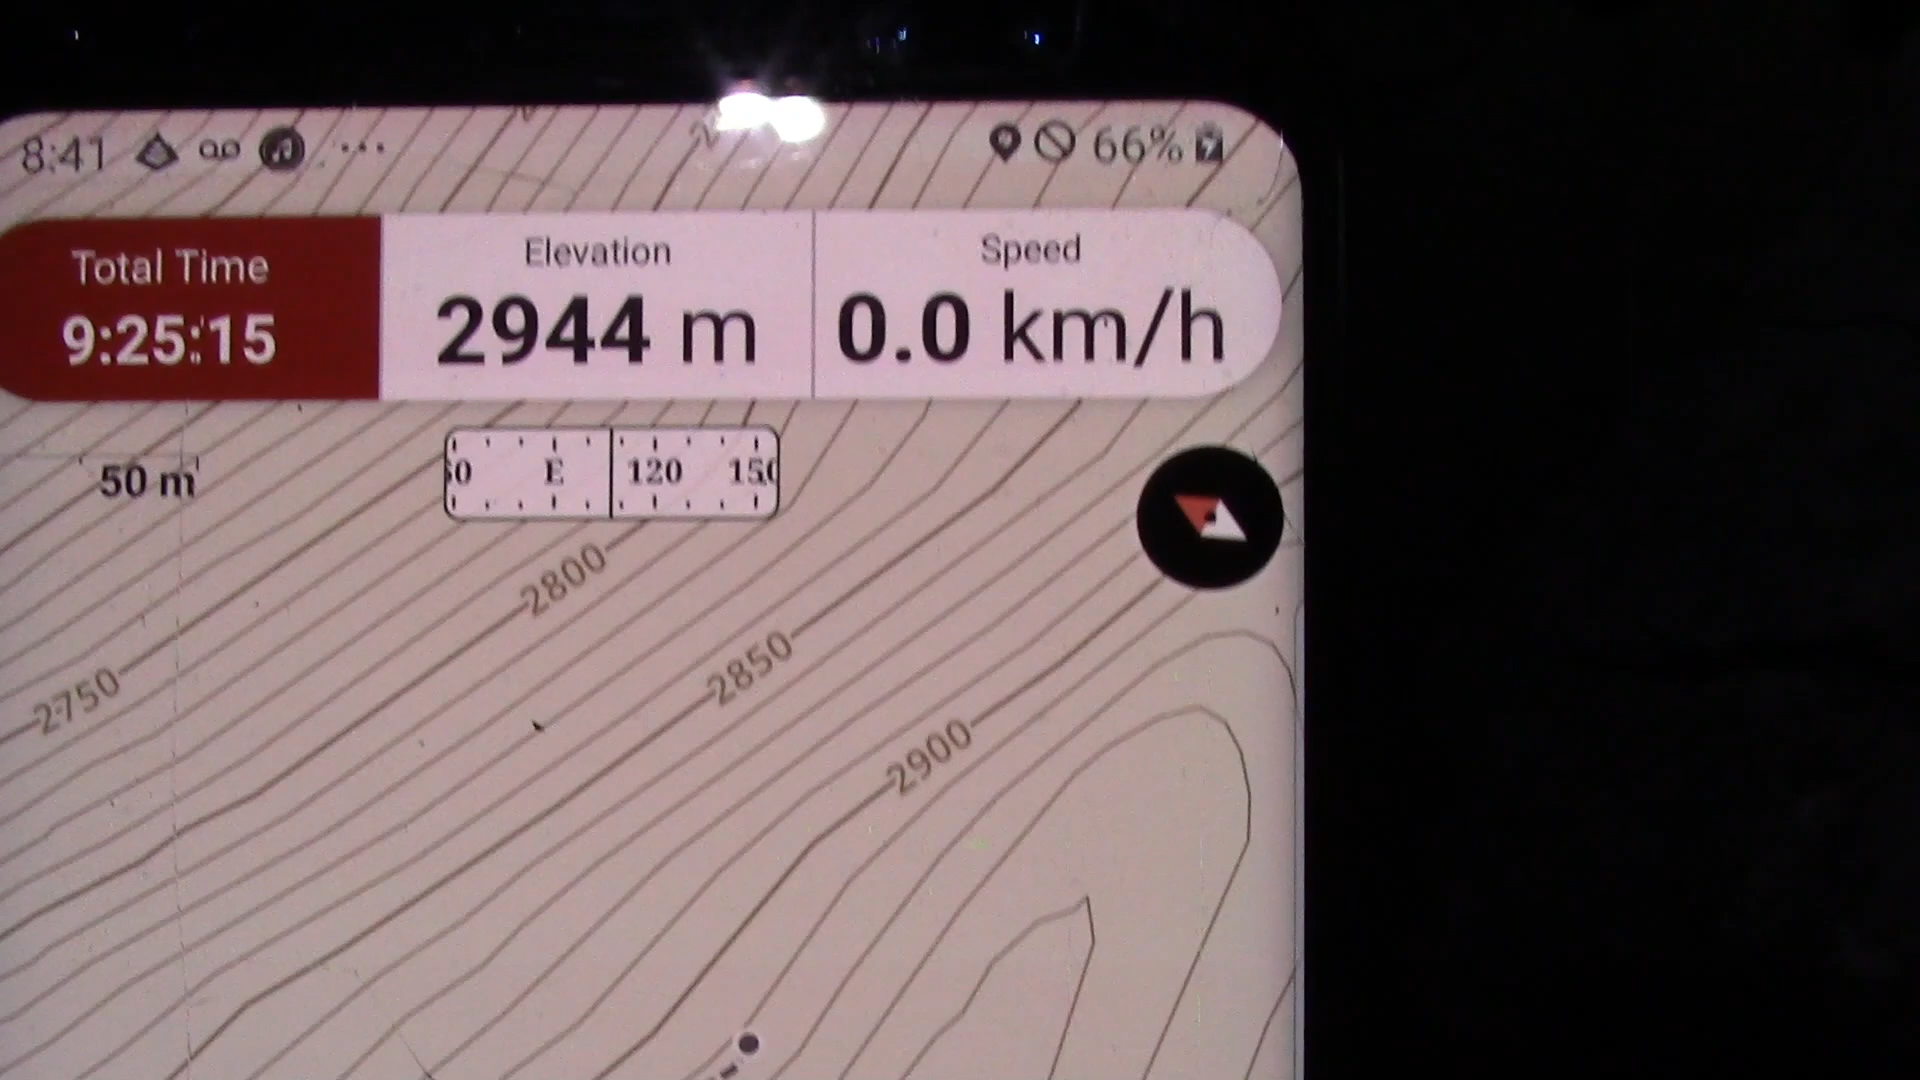 8:41 ... 66%
Total Time
9:25:15
Elevation
2944 m
Speed
0.0 km/h
50 m
E 120
2800
2850
2750
2900